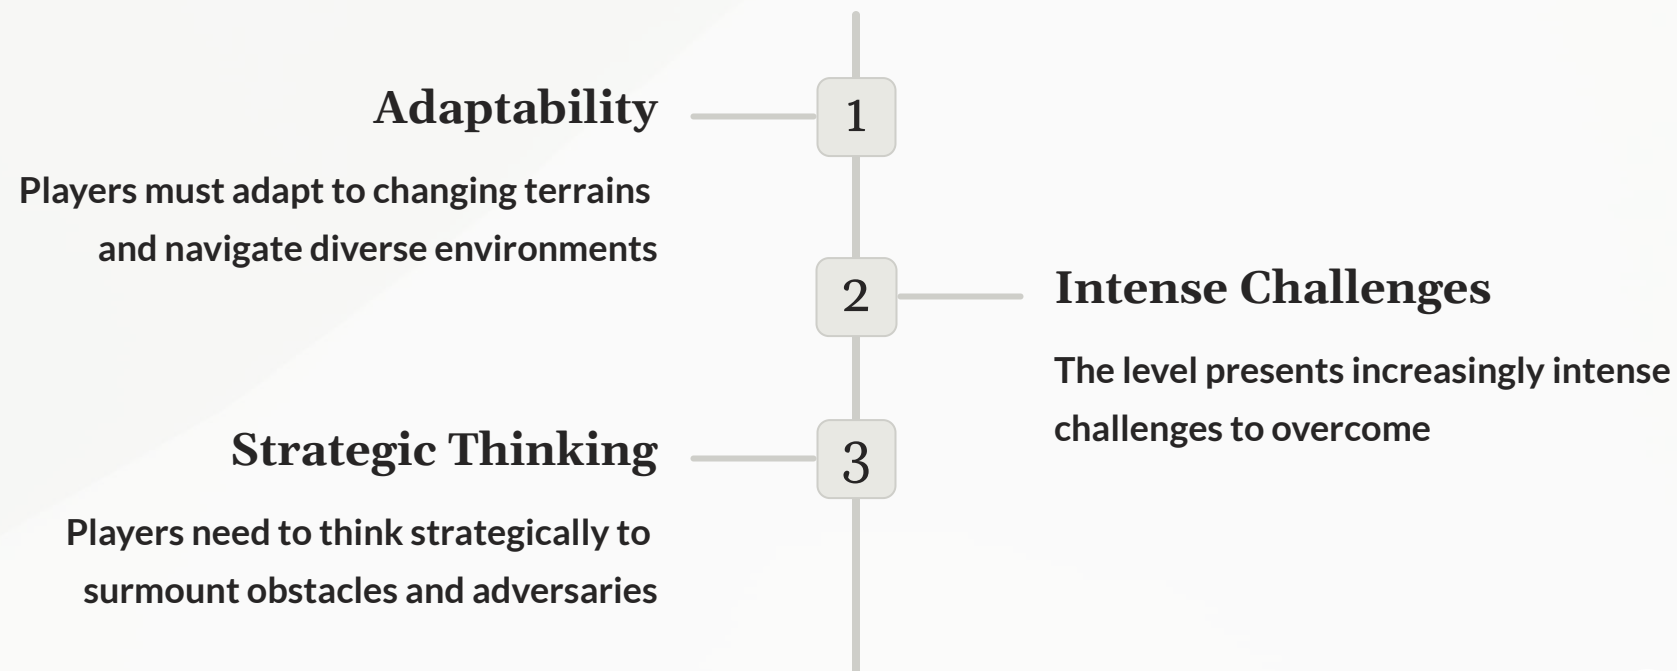 1
Adaptability
Players must adapt to changing terrains
and navigate diverse environments
2
Intense Challenges
The level presents increasingly intense
challenges to overcome
3
Strategic Thinking
Players need to think strategically to
surmount obstacles and adversaries